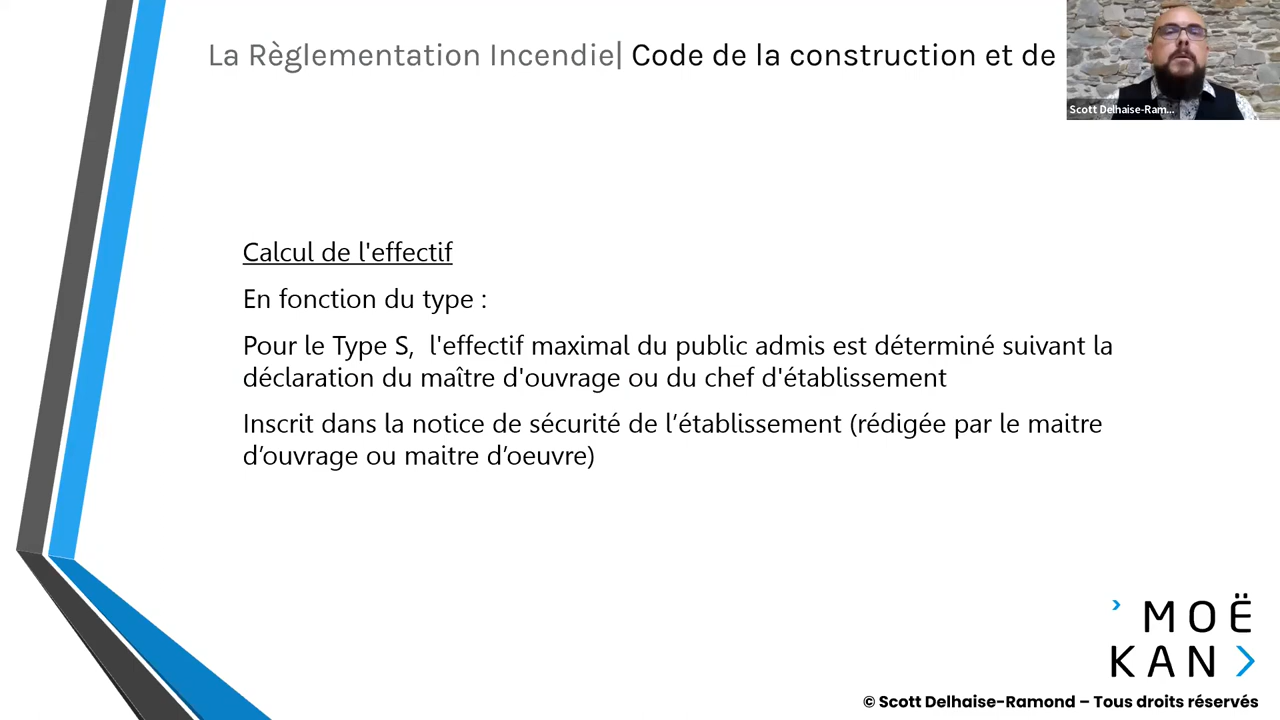 La Règlementation Incendie| Code de la construction et de
Scott Delhaise-Ram...
Calcul de l'effectif
En fonction du type :
Pour le Type S, l'effectif maximal du public admis est déterminé suivant la
déclaration du maître d'ouvrage ou du chef d'établissement
Inscrit dans la notice de sécurité de l’établissement (rédigée par le maitre
d’ouvrage ou maitre d’oeuvre)
MOË
KAN
© Scott Delhaise-Ramond – Tous droits réservés